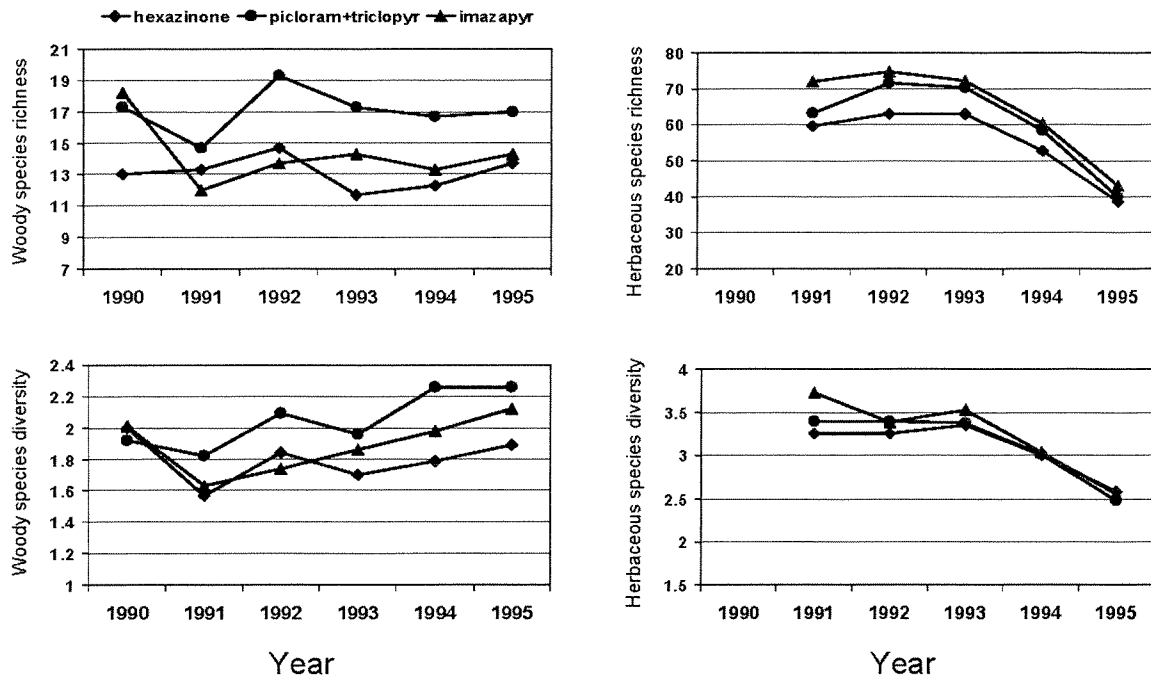 hexazinone picloram+triclopyr imazapyr
Woody species richness
21
19
17
15
13
11
9
7
1990 1991 1992 1993 1994 1995
Herbaceous species richness
80
70
60
50
40
30
20
1990 1991 1992 1993 1994 1995
Woody species diversity
2.4
2.2
2
1.8
1.6
1.4
1.2
1
1990 1991 1992 1993 1994 1995
Year
Herbaceous species diversity
4
3.5
3
2.5
2
1.5
1990 1991 1992 1993 1994 1995
Year